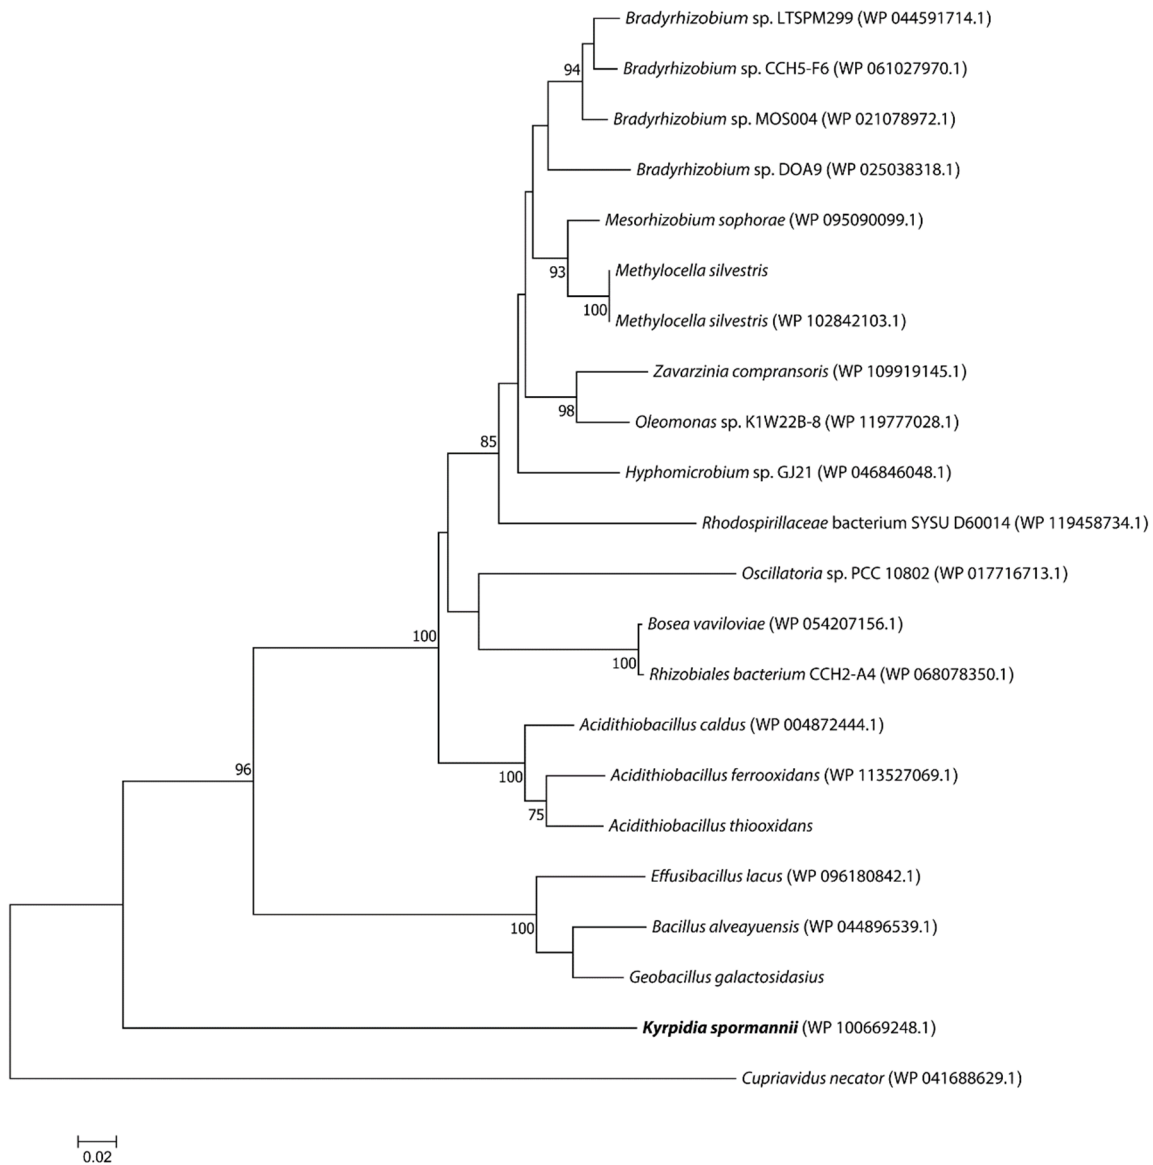 Bradyrhizobium sp. LTSPM299 (WP 044591714.1)
94
Bradyrhizobium sp. CCH5-F6 (WP 061027970.1)
Bradyrhizobium sp. MOS004 (WP 021078972.1)
Bradyrhizobium sp. DOA9 (WP 025038318.1)
Mesorhizobium sophorae (WP 095090099.1)
93
Methylocella silvestris
100
Methylocella silvestris (WP 102842103.1)
Zavarzinia compransoris (WP 109919145.1)
98
Oleomonas sp. K1W22B-8 (WP 119777028.1)
85
Hyphomicrobium sp. GJ21 (WP 046846048.1)
Rhodospirillaceae bacterium SYSU D60014 (WP 119458734.1)
Oscillatoria sp. PCC 10802 (WP 017716713.1)
Bosea vaviloviae (WP 054207156.1)
100
100
Rhizobiales bacterium CCH2-A4 (WP 068078350.1)
Acidithiobacillus caldus (WP 004872444.1)
96
100
Acidithiobacillus ferrooxidans (WP 113527069.1)
75
Acidithiobacillus thiooxidans
Effusibacillus lacus (WP 096180842.1)
100
Bacillus alveayuensis (WP 044896539.1)
Geobacillus galactosidasius
Kyrpidia spormannii (WP 100669248.1)
Cupriavidus necator (WP 041688629.1)
0.02